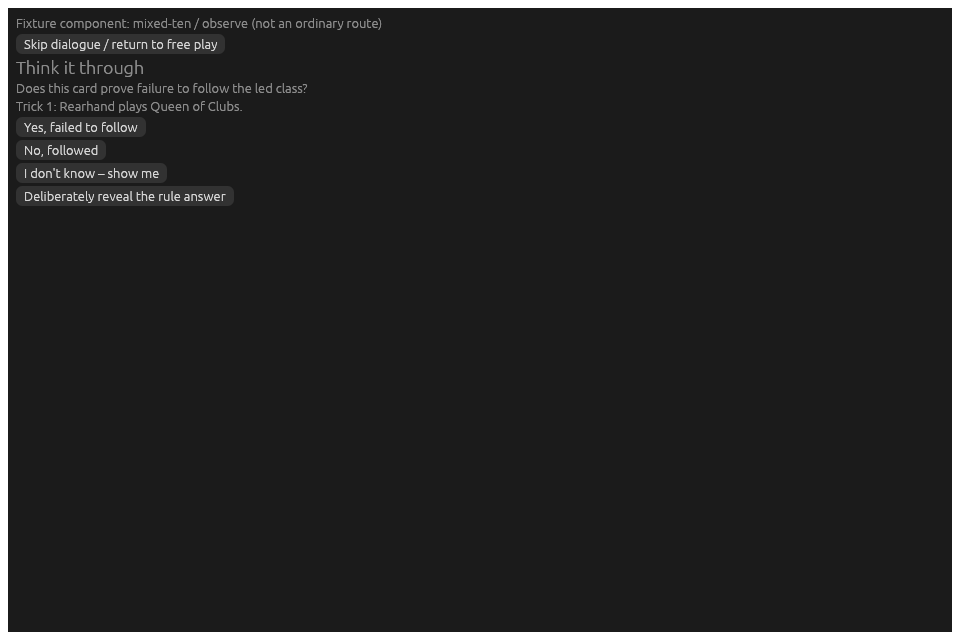 Fixture component: mixed-ten / observe (not an ordinary route)
Skip dialogue / return to free play
Think it through
Does this card prove failure to follow the led class?
Trick 1: Rearhand plays Queen of Clubs.
Yes, failed to follow
No, followed
I don't know – show me
Deliberately reveal the rule answer